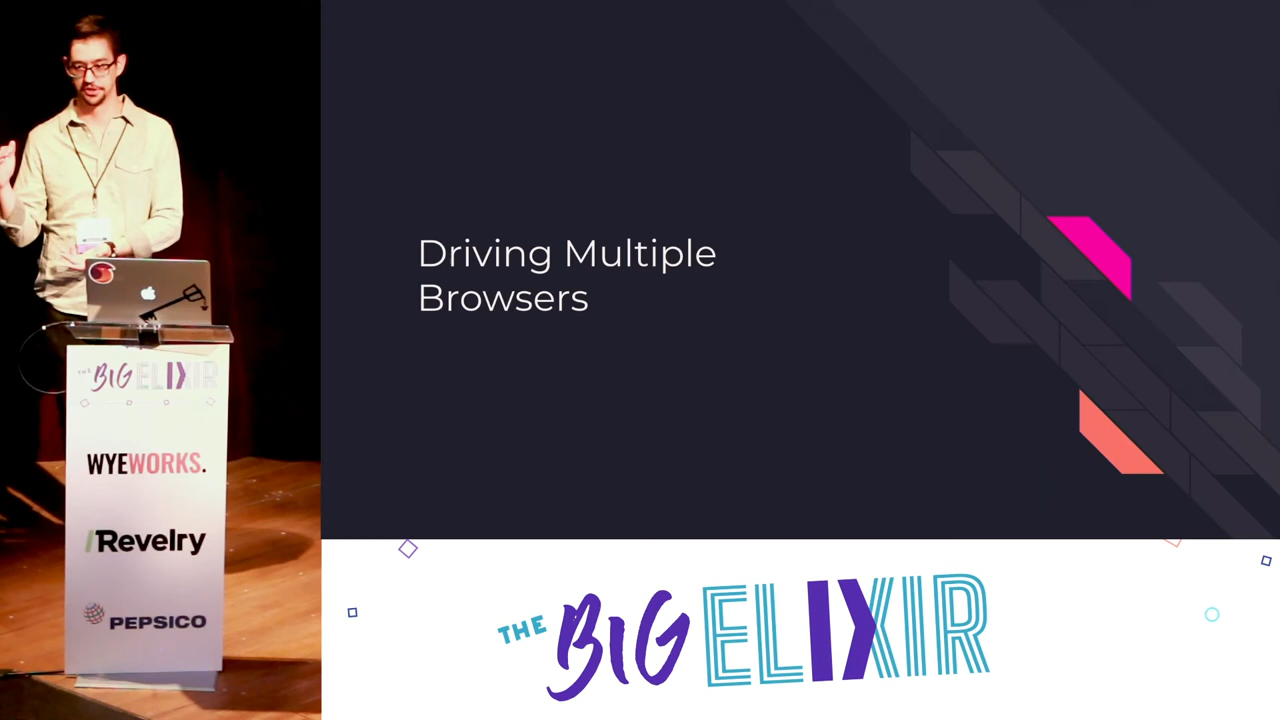 Driving Multiple
Browsers
THE BIG ELIXIR
WYEWORKS.
Revelry
PEPSICO
THE BIG ELIXIR